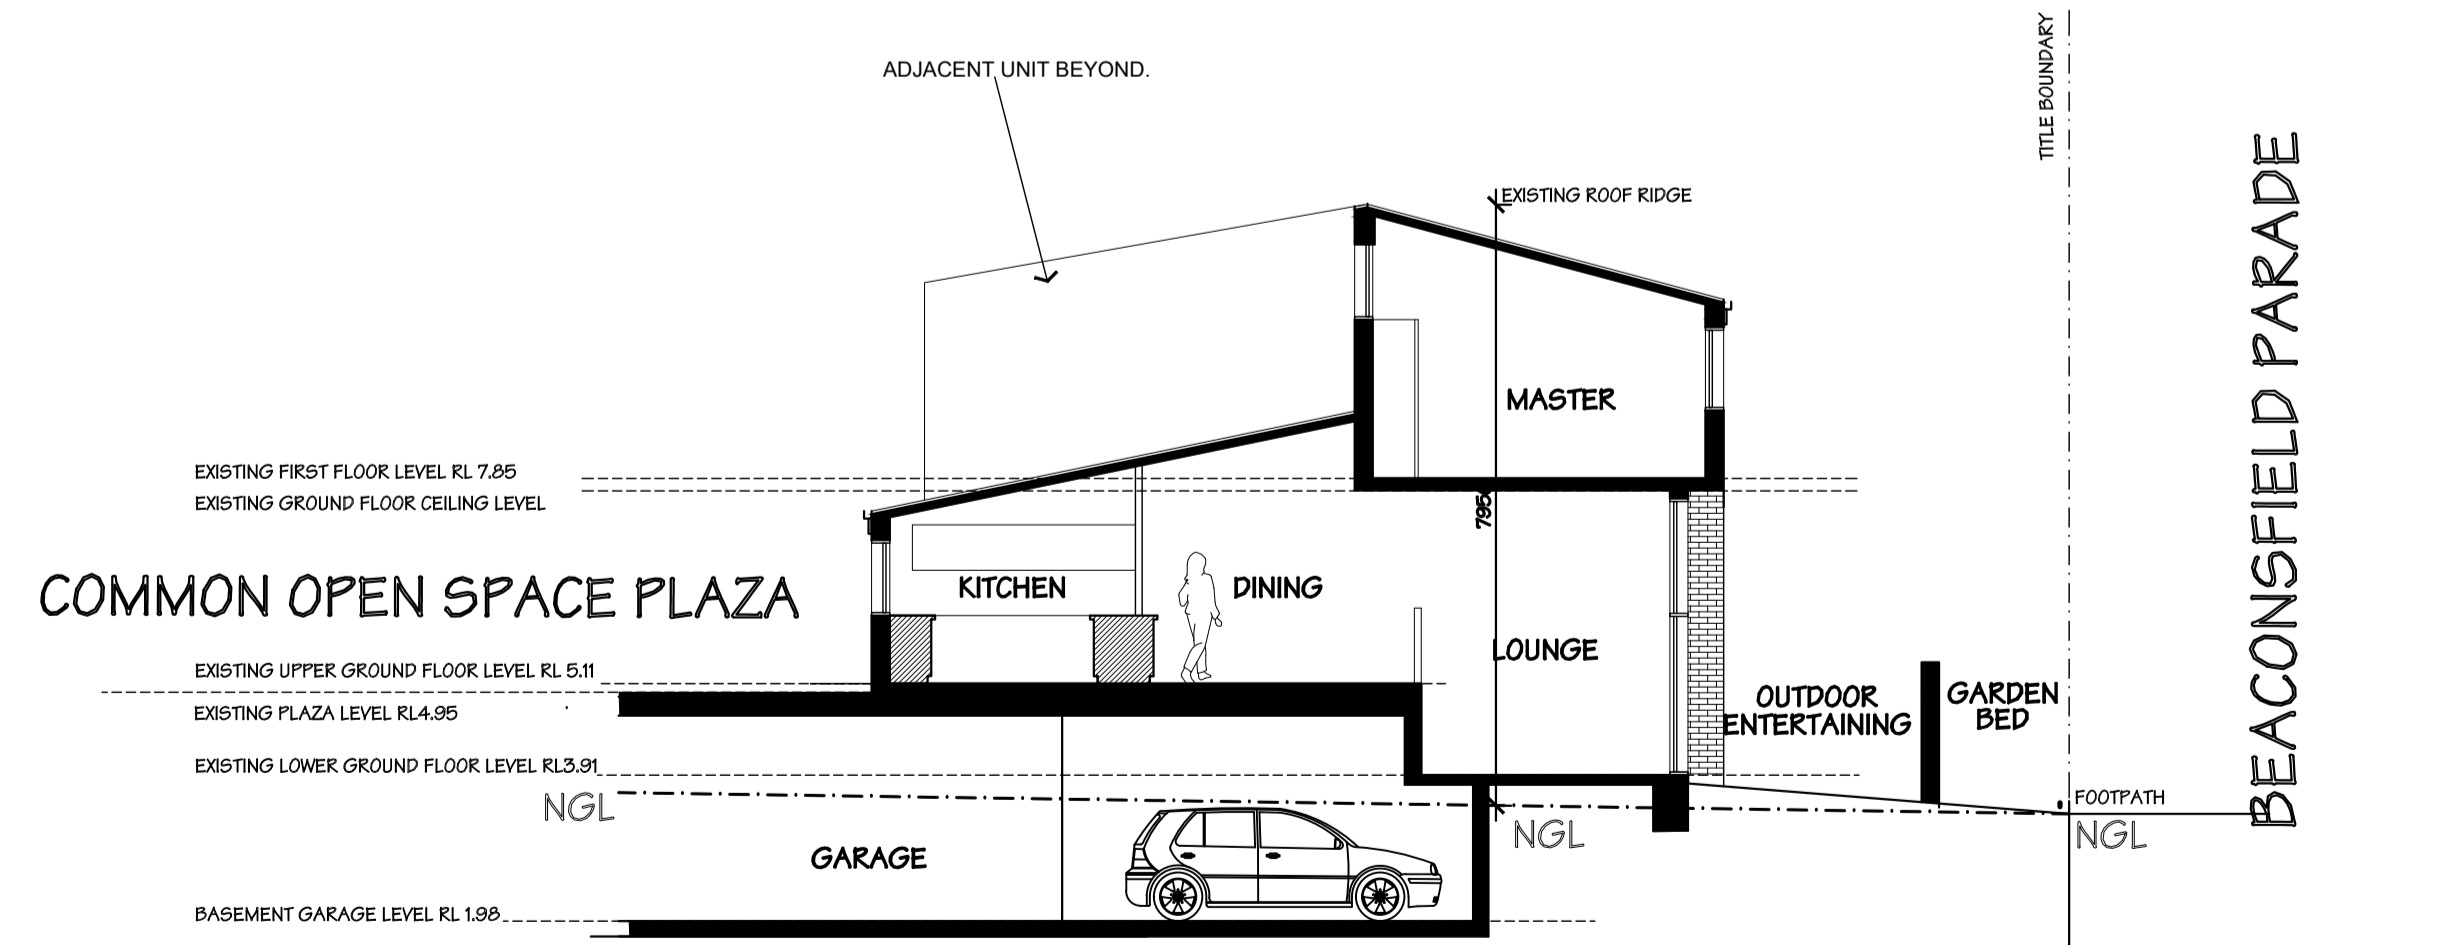 ADJACENT UNIT BEYOND.
TITLE BOUNDARY
EXISTING ROOF RIDGE
BEACONSFIELD PARADE
MASTER
EXISTING FIRST FLOOR LEVEL RL 7.85
EXISTING GROUND FLOOR CEILING LEVEL
COMMON OPEN SPACE PLAZA
KITCHEN
DINING
LOUNGE
EXISTING UPPER GROUND FLOOR LEVEL RL 5.11
EXISTING PLAZA LEVEL RL4.95
OUTDOOR
ENTERTAINING
GARDEN
BED
EXISTING LOWER GROUND FLOOR LEVEL RL3.91
NGL
FOOTPATH
NGL
NGL
GARAGE
BASEMENT GARAGE LEVEL RL 1.98